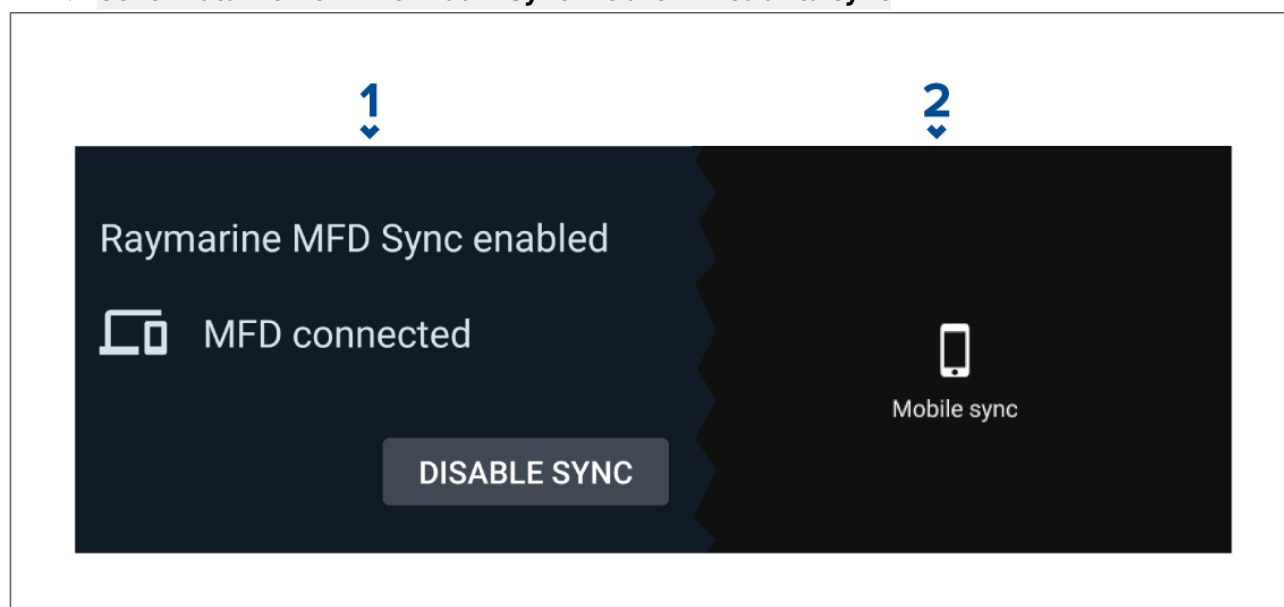 1
2
Raymarine MFD Sync enabled
MFD connected
DISABLE SYNC
Mobile sync